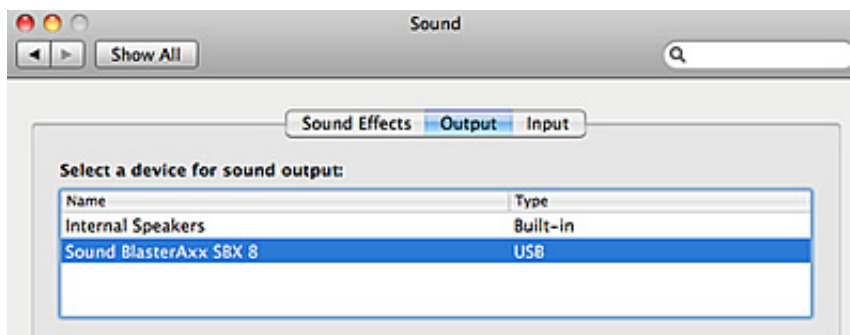 Sound
Show All
Sound Effects Output Input
Select a device for sound output:
Name Type
Internal Speakers Built-in
Sound BlasterAxx SBX 8 USB